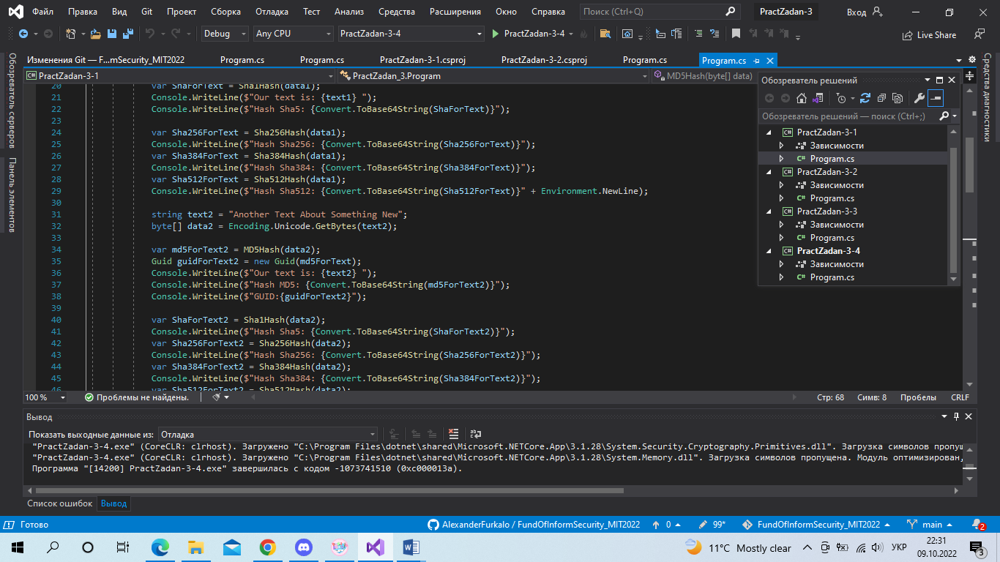 Файл Правка Вид Git Проект Сборка Отладка Тест Анализ Средства Расширения Окно Справка Поиск (Ctrl+Q) PractZadan-3 Вход
Debug Any CPU PractZadan-3-4 PractZadan-3-4 Live Share
Изменения Git — F...mSecurity_MIT2022 Program.cs Program.cs PractZadan-3-1.csproj PractZadan-3-2.csproj Program.cs Program.cs
PractZadan-3-1 PractZadan_3.Program MD5Hash(byte[] data)
Обозреватель серверов
Панель элементов
20 var ShaForText = Sha1Hash(data1);
21 Console.WriteLine($"Our text is: {text1} ");
22 Console.WriteLine($"Hash Sha5: {Convert.ToBase64String(ShaForText)}");
23
24 var Sha256ForText = Sha256Hash(data1);
25 Console.WriteLine($"Hash Sha256: {Convert.ToBase64String(Sha256ForText)}");
26 var Sha384ForText = Sha384Hash(data1);
27 Console.WriteLine($"Hash Sha384: {Convert.ToBase64String(Sha384ForText)}");
28 var Sha512ForText = Sha512Hash(data1);
29 Console.WriteLine($"Hash Sha512: {Convert.ToBase64String(Sha512ForText)}" + Environment.NewLine);
30
31 string text2 = "Another Text About Something New";
32 byte[] data2 = Encoding.Unicode.GetBytes(text2);
33
34 var md5ForText2 = MD5Hash(data2);
35 Guid guidForText2 = new Guid(md5ForText);
36 Console.WriteLine($"Our text is: {text2} ");
37 Console.WriteLine($"Hash MD5: {Convert.ToBase64String(md5ForText2)}");
38 Console.WriteLine($"GUID:{guidForText2}");
39
40 var ShaForText2 = Sha1Hash(data2);
41 Console.WriteLine($"Hash Sha5: {Convert.ToBase64String(ShaForText2)}");
42 var Sha256ForText2 = Sha256Hash(data2);
43 Console.WriteLine($"Hash Sha256: {Convert.ToBase64String(Sha256ForText2)}");
44 var Sha384ForText2 = Sha384Hash(data2);
45 Console.WriteLine($"Hash Sha384: {Convert.ToBase64String(Sha384ForText2)}");
46 var Sha512ForText2 = Sha512Hash(data2);
Обозреватель решений
Обозреватель решений — поиск (Ctrl+;)
PractZadan-3-1
Зависимости
Program.cs
PractZadan-3-2
Зависимости
Program.cs
PractZadan-3-3
Зависимости
Program.cs
PractZadan-3-4
Зависимости
Program.cs
Средства диагностики
100 % Проблемы не найдены. Стр: 68 Симв: 8 Пробелы CRLF
Вывод
Показать выходные данные из: Отладка
"PractZadan-3-4.exe" (CoreCLR: clrhost). Загружено "C:\Program Files\dotnet\shared\Microsoft.NETCore.App\3.1.28\System.Security.Cryptography.Primitives.dll". Загрузка символов пропущ
"PractZadan-3-4.exe" (CoreCLR: clrhost). Загружено "C:\Program Files\dotnet\shared\Microsoft.NETCore.App\3.1.28\System.Memory.dll". Загрузка символов пропущена. Модуль оптимизирован,
Программа "[14200] PractZadan-3-4.exe" завершилась с кодом -1073741510 (0xc000013a).
Список ошибок Вывод
Готово AlexanderFurkalo / FundOfInformSecurity_MIT2022 0 99* FundOfInformSecurity_MIT2022 main 2
11°C Mostly clear УКР 22:31
09.10.2022 3